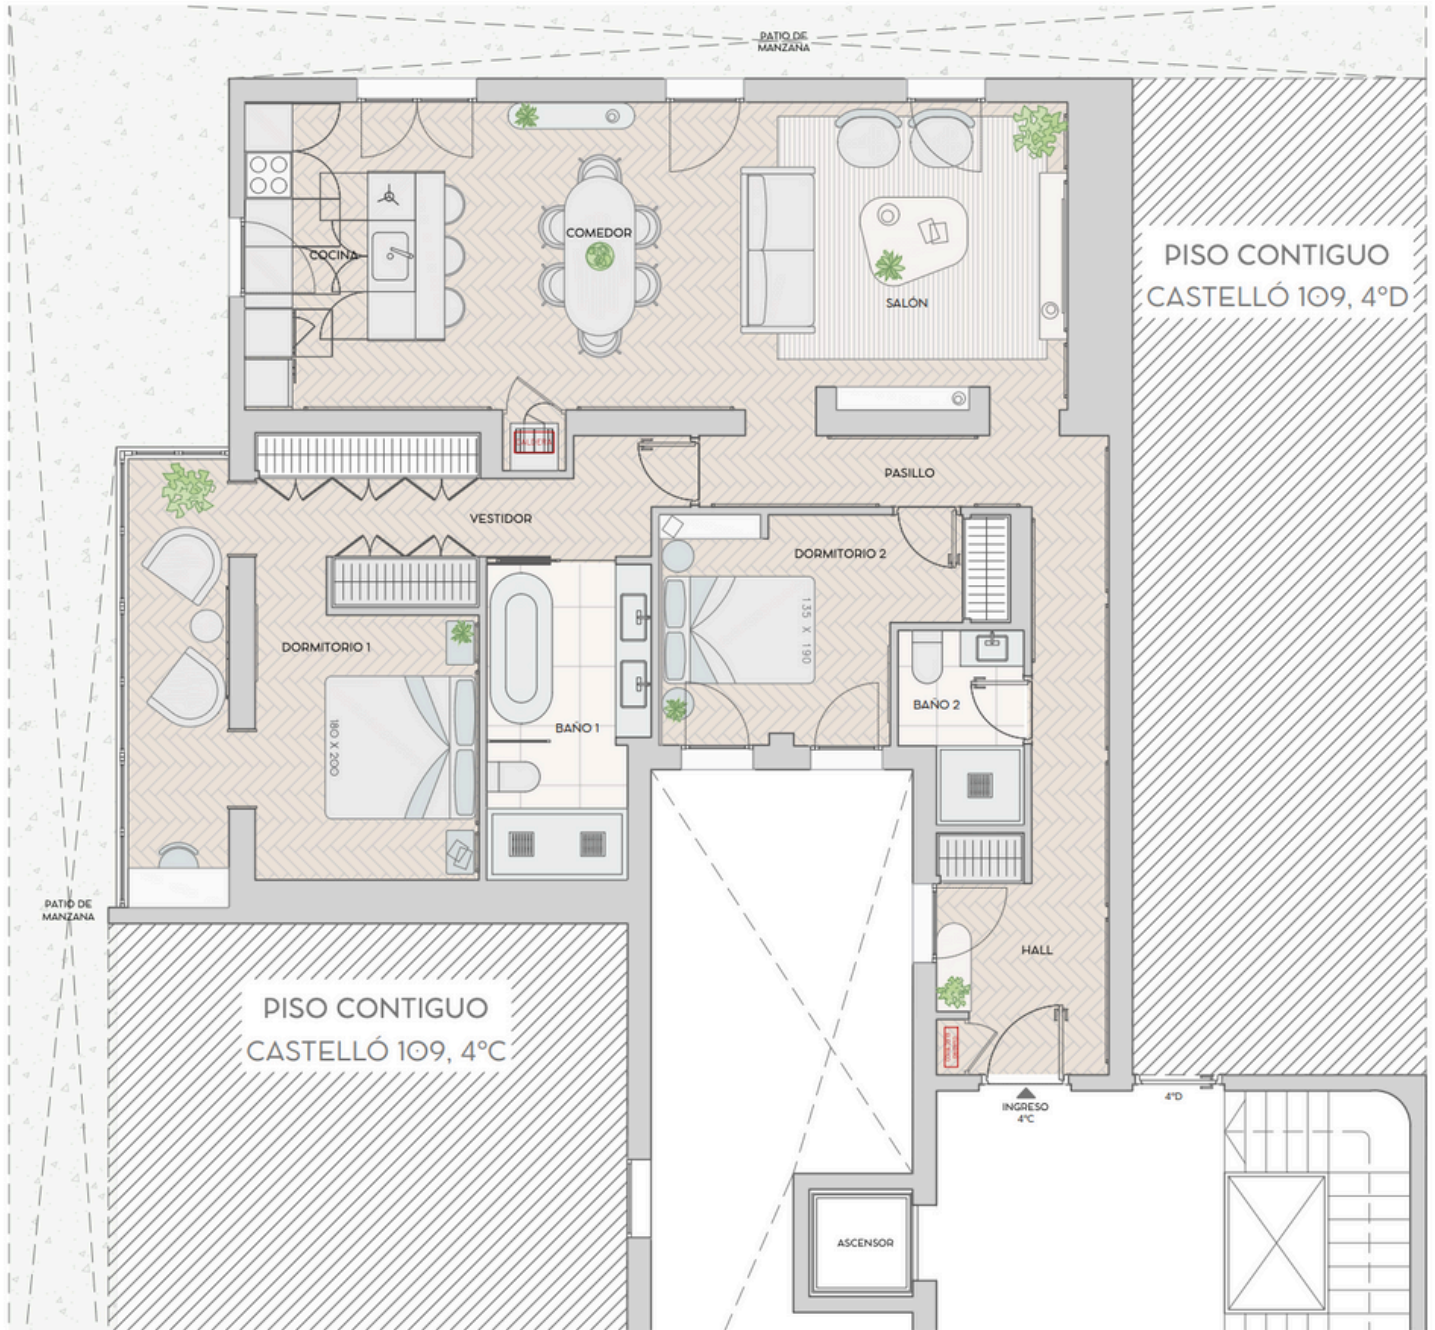 PATIO DE
MANZANA
COCINA
COMEDOR
SALÓN
PISO CONTIGUO
CASTELLÓ 109, 4ºD
CALDERA
PASILLO
VESTIDOR
DORMITORIO 2
135 X 190
DORMITORIO 1
180 X 200
BAÑO 1
BAÑO 2
PATIO DE
MANZANA
HALL
PISO CONTIGUO
CASTELLÓ 109, 4ºC
INGRESO
4ºC
4ºD
ASCENSOR